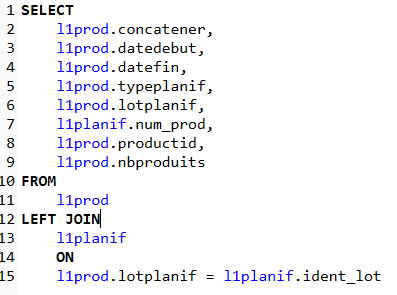 1 SELECT
2 l1prod.concatener,
3 l1prod.datedebut,
4 l1prod.datefin,
5 l1prod.typeplanif,
6 l1prod.lotplanif,
7 l1planif.num_prod,
8 l1prod.productid,
9 l1prod.nbproduits
10 FROM
11 l1prod
12 LEFT JOIN
13 l1planif
14 ON
15 l1prod.lotplanif = l1planif.ident_lot